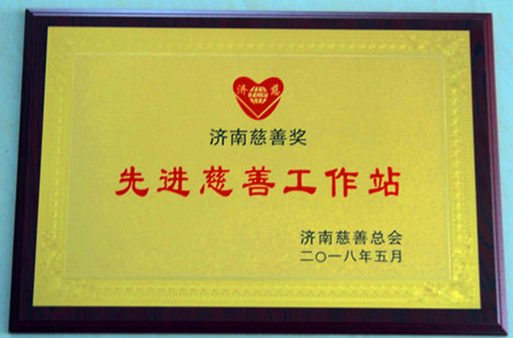 济 慈
济南慈善奖
先进慈善工作站
济南慈善总会
二〇一八年五月